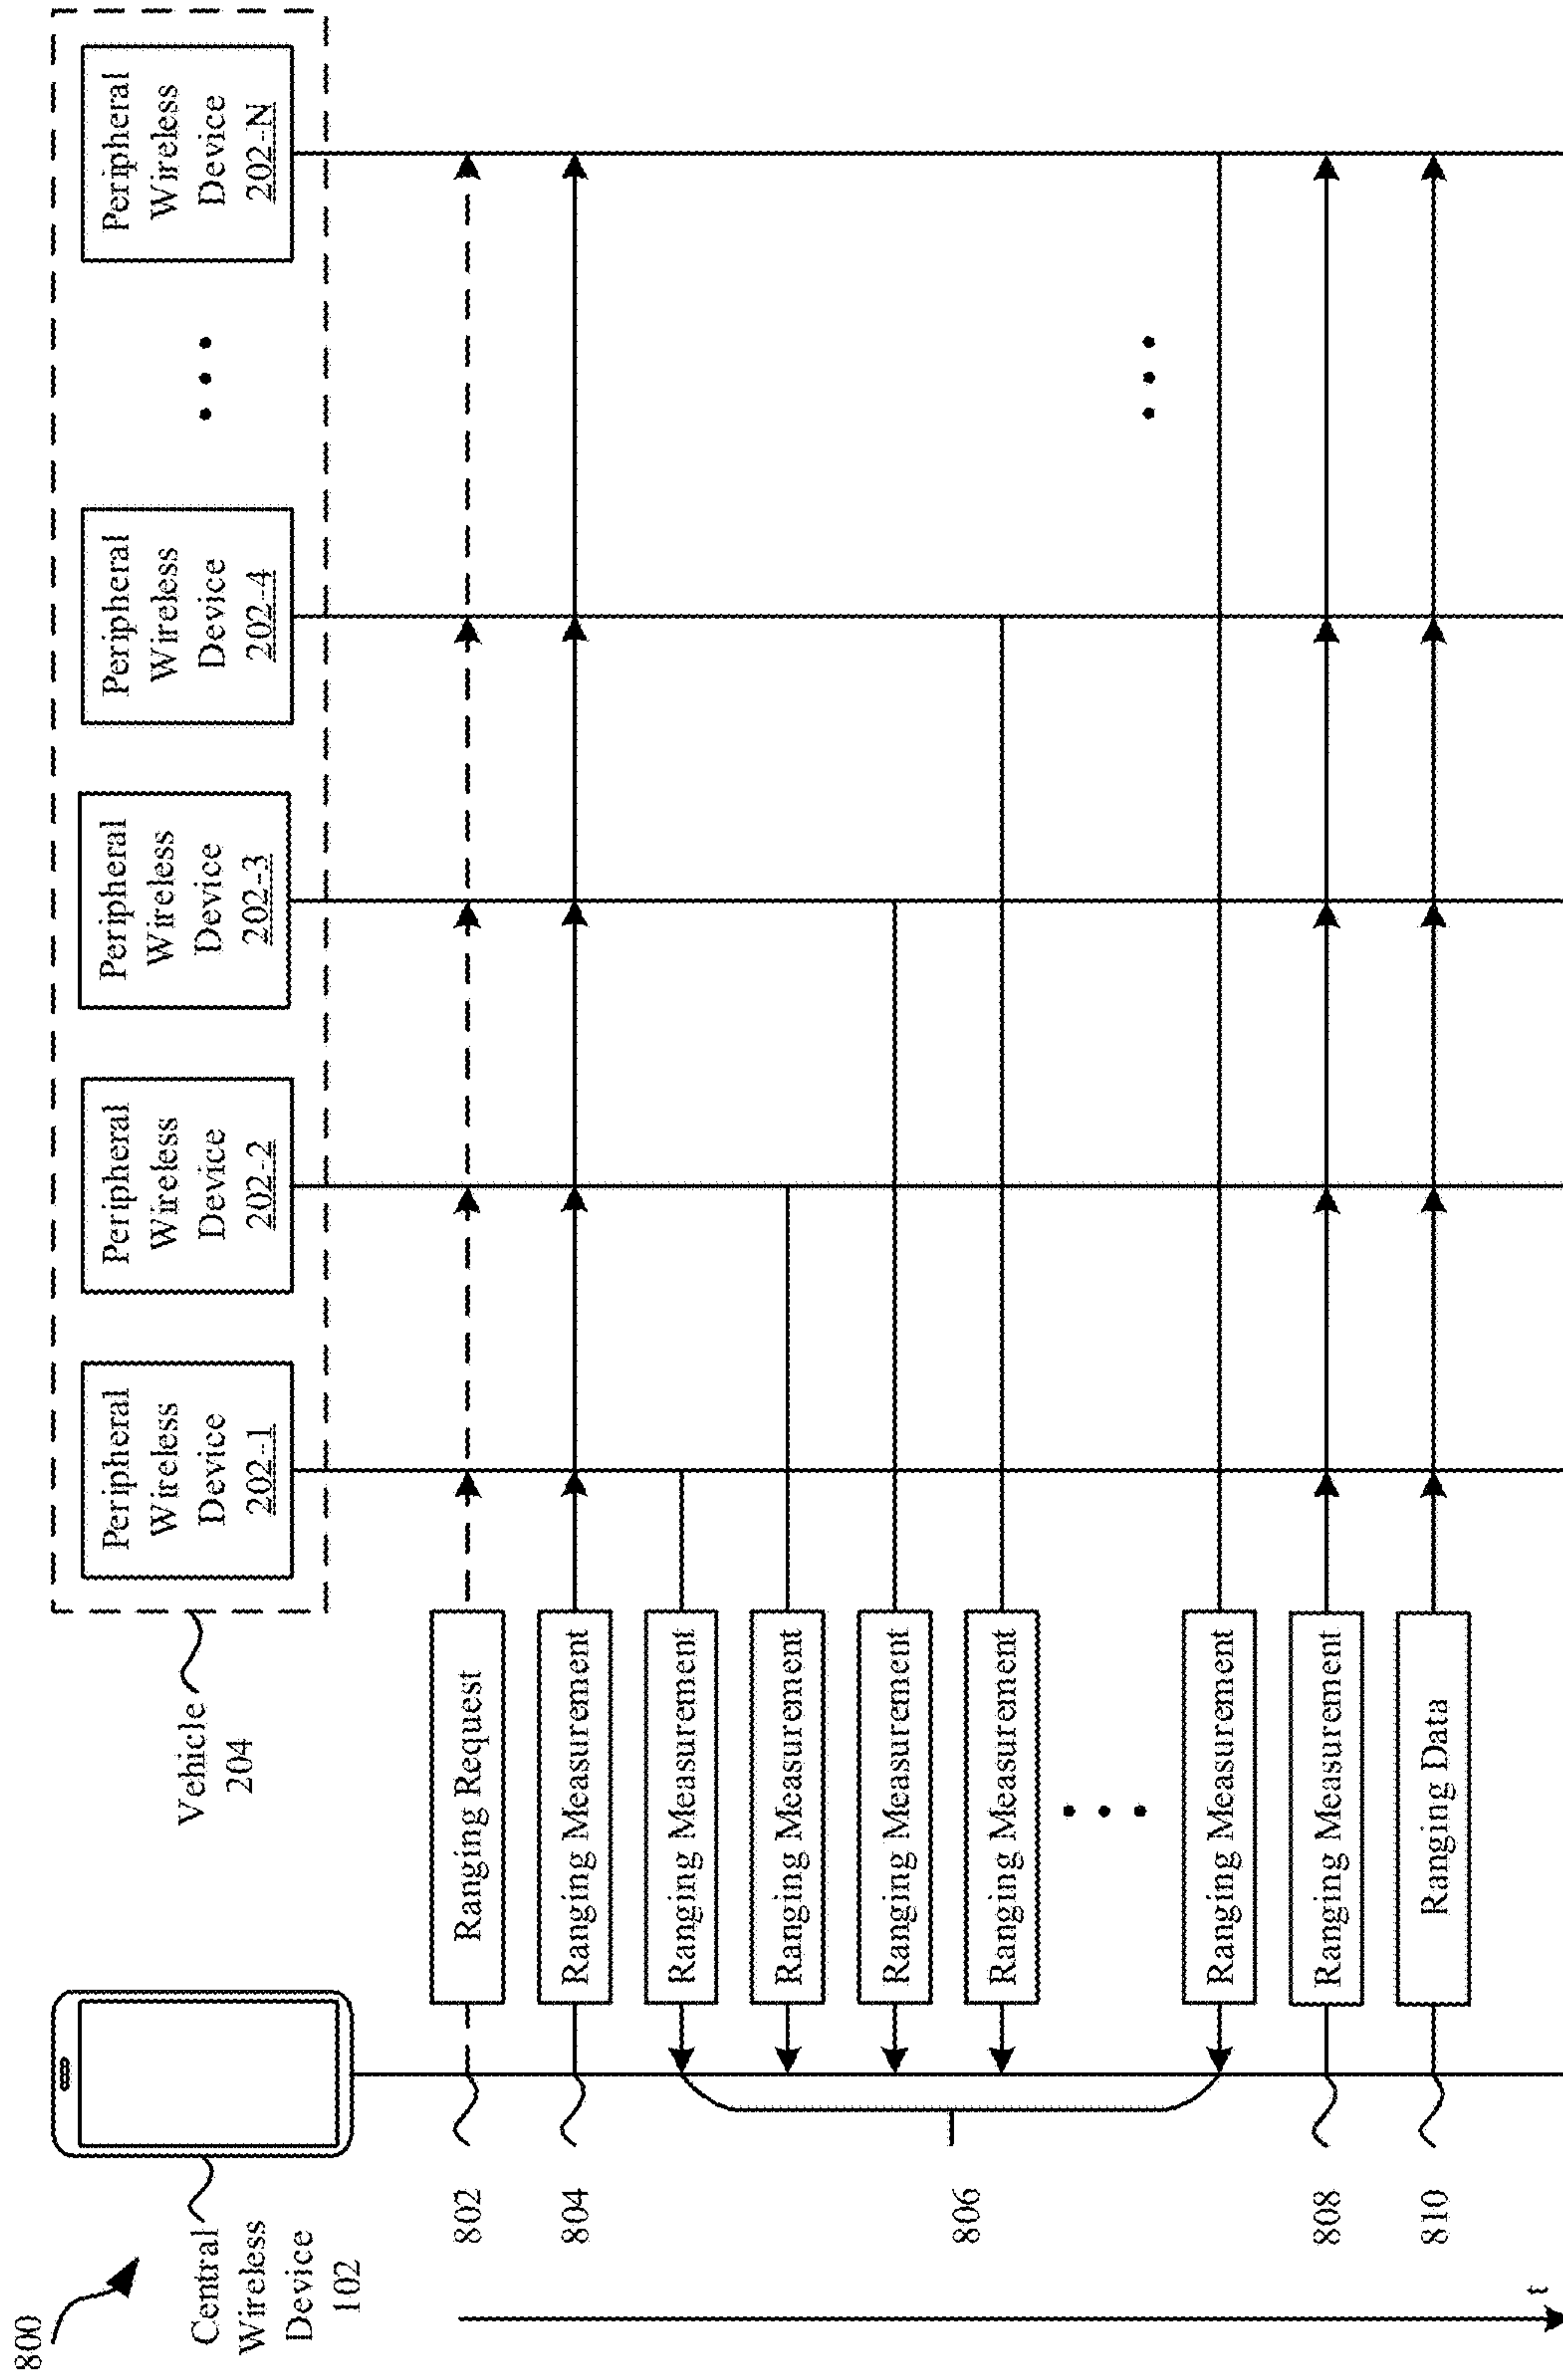 800
Central
Wireless
Device
102
Vehicle
204
Peripheral
Wireless
Device
202-1
Peripheral
Wireless
Device
202-2
Peripheral
Wireless
Device
202-3
Peripheral
Wireless
Device
202-4
Peripheral
Wireless
Device
202-N
802
Ranging Request
804
Ranging Measurement
806
Ranging Measurement
Ranging Measurement
Ranging Measurement
Ranging Measurement
Ranging Measurement
808
Ranging Measurement
810
Ranging Data
t